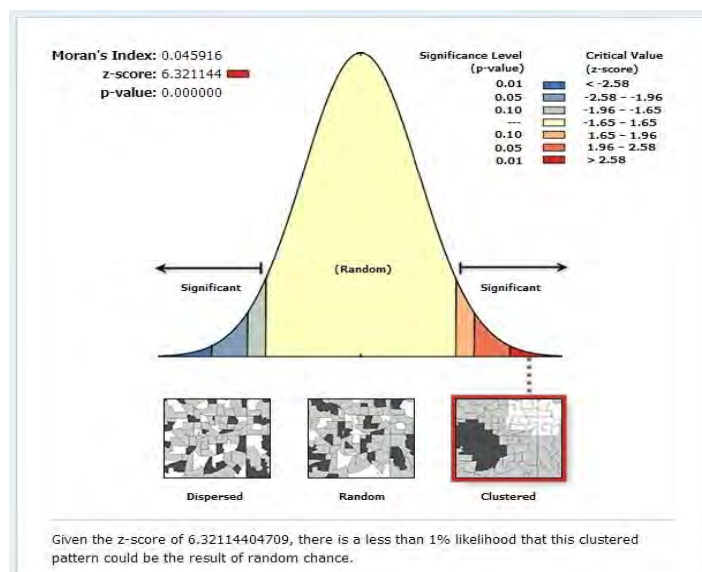 Moran's Index: 0.045916
z-score: 6.321144
p-value: 0.000000
Significance Level
(p-value)
Critical Value
(z-score)
0.01 < -2.58
0.05 -2.58 – -1.96
0.10 -1.96 – -1.65
--- -1.65 – 1.65
0.10 1.65 – 1.96
0.05 1.96 – 2.58
0.01 > 2.58
(Random)
Significant
Significant
Dispersed
Random
Clustered
Given the z-score of 6.32114404709, there is a less than 1% likelihood that this clustered
pattern could be the result of random chance.